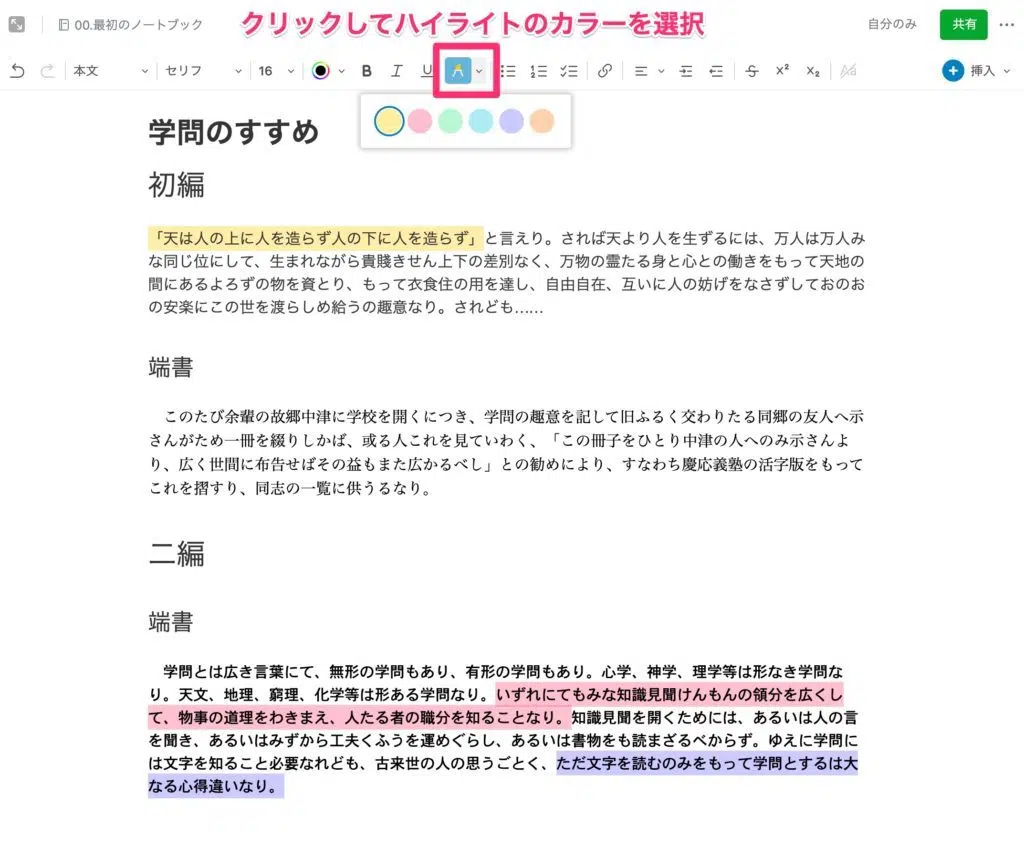 00.最初のノートブック
クリックしてハイライトのカラーを選択
自分のみ
共有
本文
セリフ
16
B
I
U
A
x²
x₂
挿入
学問のすすめ
初編
「天は人の上に人を造らず人の下に人を造らず」と言えり。されば天より人を生ずるには、万人は万人み
な同じ位にして、生まれながら貴賤きせん上下の差別なく、万物の霊たる身と心との働きをもって天地の
間にあるよろずの物を資とり、もって衣食住の用を達し、自由自在、互いに人の妨げをなさずしておのお
の安楽にこの世を渡らしめ給うの趣意なり。されども……
端書
このたび余輩の故郷中津に学校を開くにつき、学問の趣意を記して旧ふるく交わりたる同郷の友人へ示
さんがため一冊を綴りしかば、或る人これを見ていわく、「この冊子をひとり中津の人へのみ示さんよ
り、広く世間に布告せばその益もまた広かるべし」との勧めにより、すなわち慶応義塾の活字版をもって
これを摺すり、同志の一覧に供うるなり。
二編
端書
学問とは広き言葉にて、無形の学問もあり、有形の学問もあり。心学、神学、理学等は形なき学問な
り。天文、地理、窮理、化学等は形ある学問なり。いずれにてもみな知識見聞けんもんの領分を広くし
て、物事の道理をわきまえ、人たる者の職分を知ることなり。知識見聞を開くためには、あるいは人の言
を聞き、あるいはみずから工夫くふうを運めぐらし、あるいは書物をも読まざるべからず。ゆえに学問に
は文字を知ること必要なれども、古来世の人の思うごとく、ただ文字を読むのみをもって学問とするは大
なる心得違いなり。